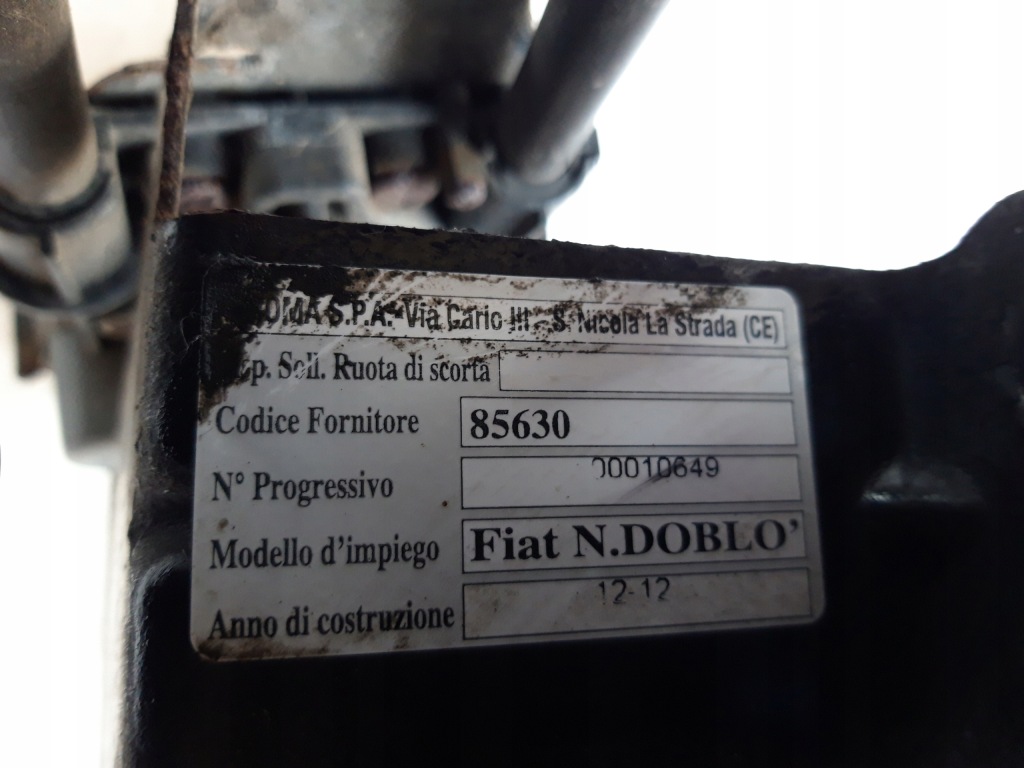 S.P.A. Via Carlo III - S. Nicola La Strada (CE)
Soll. Ruota di scorta
Codice Fornitore 85630
N° Progressivo 00010649
Modello d'impiego Fiat N.DOBLO'
Anno di costruzione 12-12